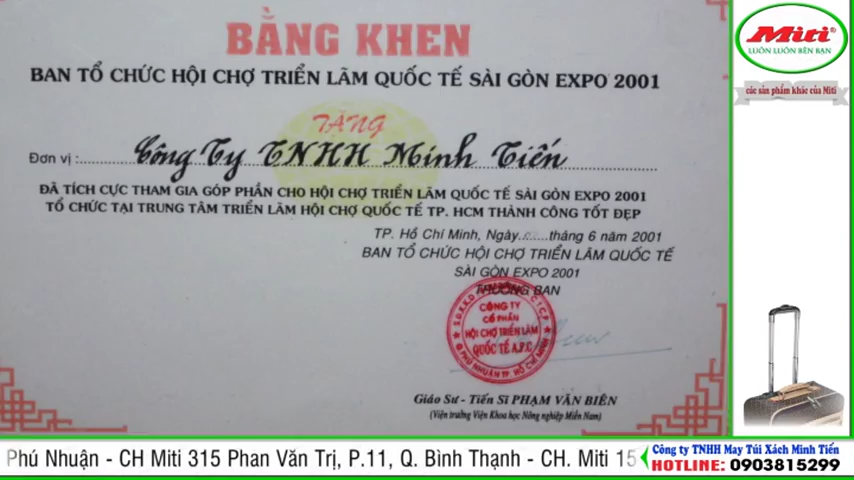 BẰNG KHEN
BAN TỔ CHỨC HỘI CHỢ TRIỂN LÃM QUỐC TẾ SÀI GÒN EXPO 2001
TẶNG
Đơn vị : Công Ty TNHH Minh Tiến
ĐÃ TÍCH CỰC THAM GIA GÓP PHẦN CHO HỘI CHỢ TRIỂN LÃM QUỐC TẾ SÀI GÒN EXPO 2001
TỔ CHỨC TẠI TRUNG TÂM TRIỂN LÃM HỘI CHỢ QUỐC TẾ TP. HCM THÀNH CÔNG TỐT ĐẸP
TP. Hồ Chí Minh, Ngày tháng 6 năm 2001
BAN TỔ CHỨC HỘI CHỢ TRIỂN LÃM QUỐC TẾ
SÀI GÒN EXPO 2001
TRƯỞNG BAN
CÔNG TY
CỔ PHẦN
HỘI CHỢ TRIỂN LÃM
QUỐC TẾ A.P.C
Q.PHÚ NHUẬN TP. HỒ CHÍ MINH
Giáo Sư - Tiến Sĩ PHẠM VĂN BIÊN
(Viện trưởng Viện Khoa học Nông nghiệp Miền Nam)
Miti®
LUÔN LUÔN BÊN BẠN
các sản phẩm khác của Miti
Phú Nhuận - CH Miti 315 Phan Văn Trị, P.11, Q. Bình Thạnh - CH. Miti 15
Công ty TNHH May Túi Xách Minh Tiến
HOTLINE: 0903815299